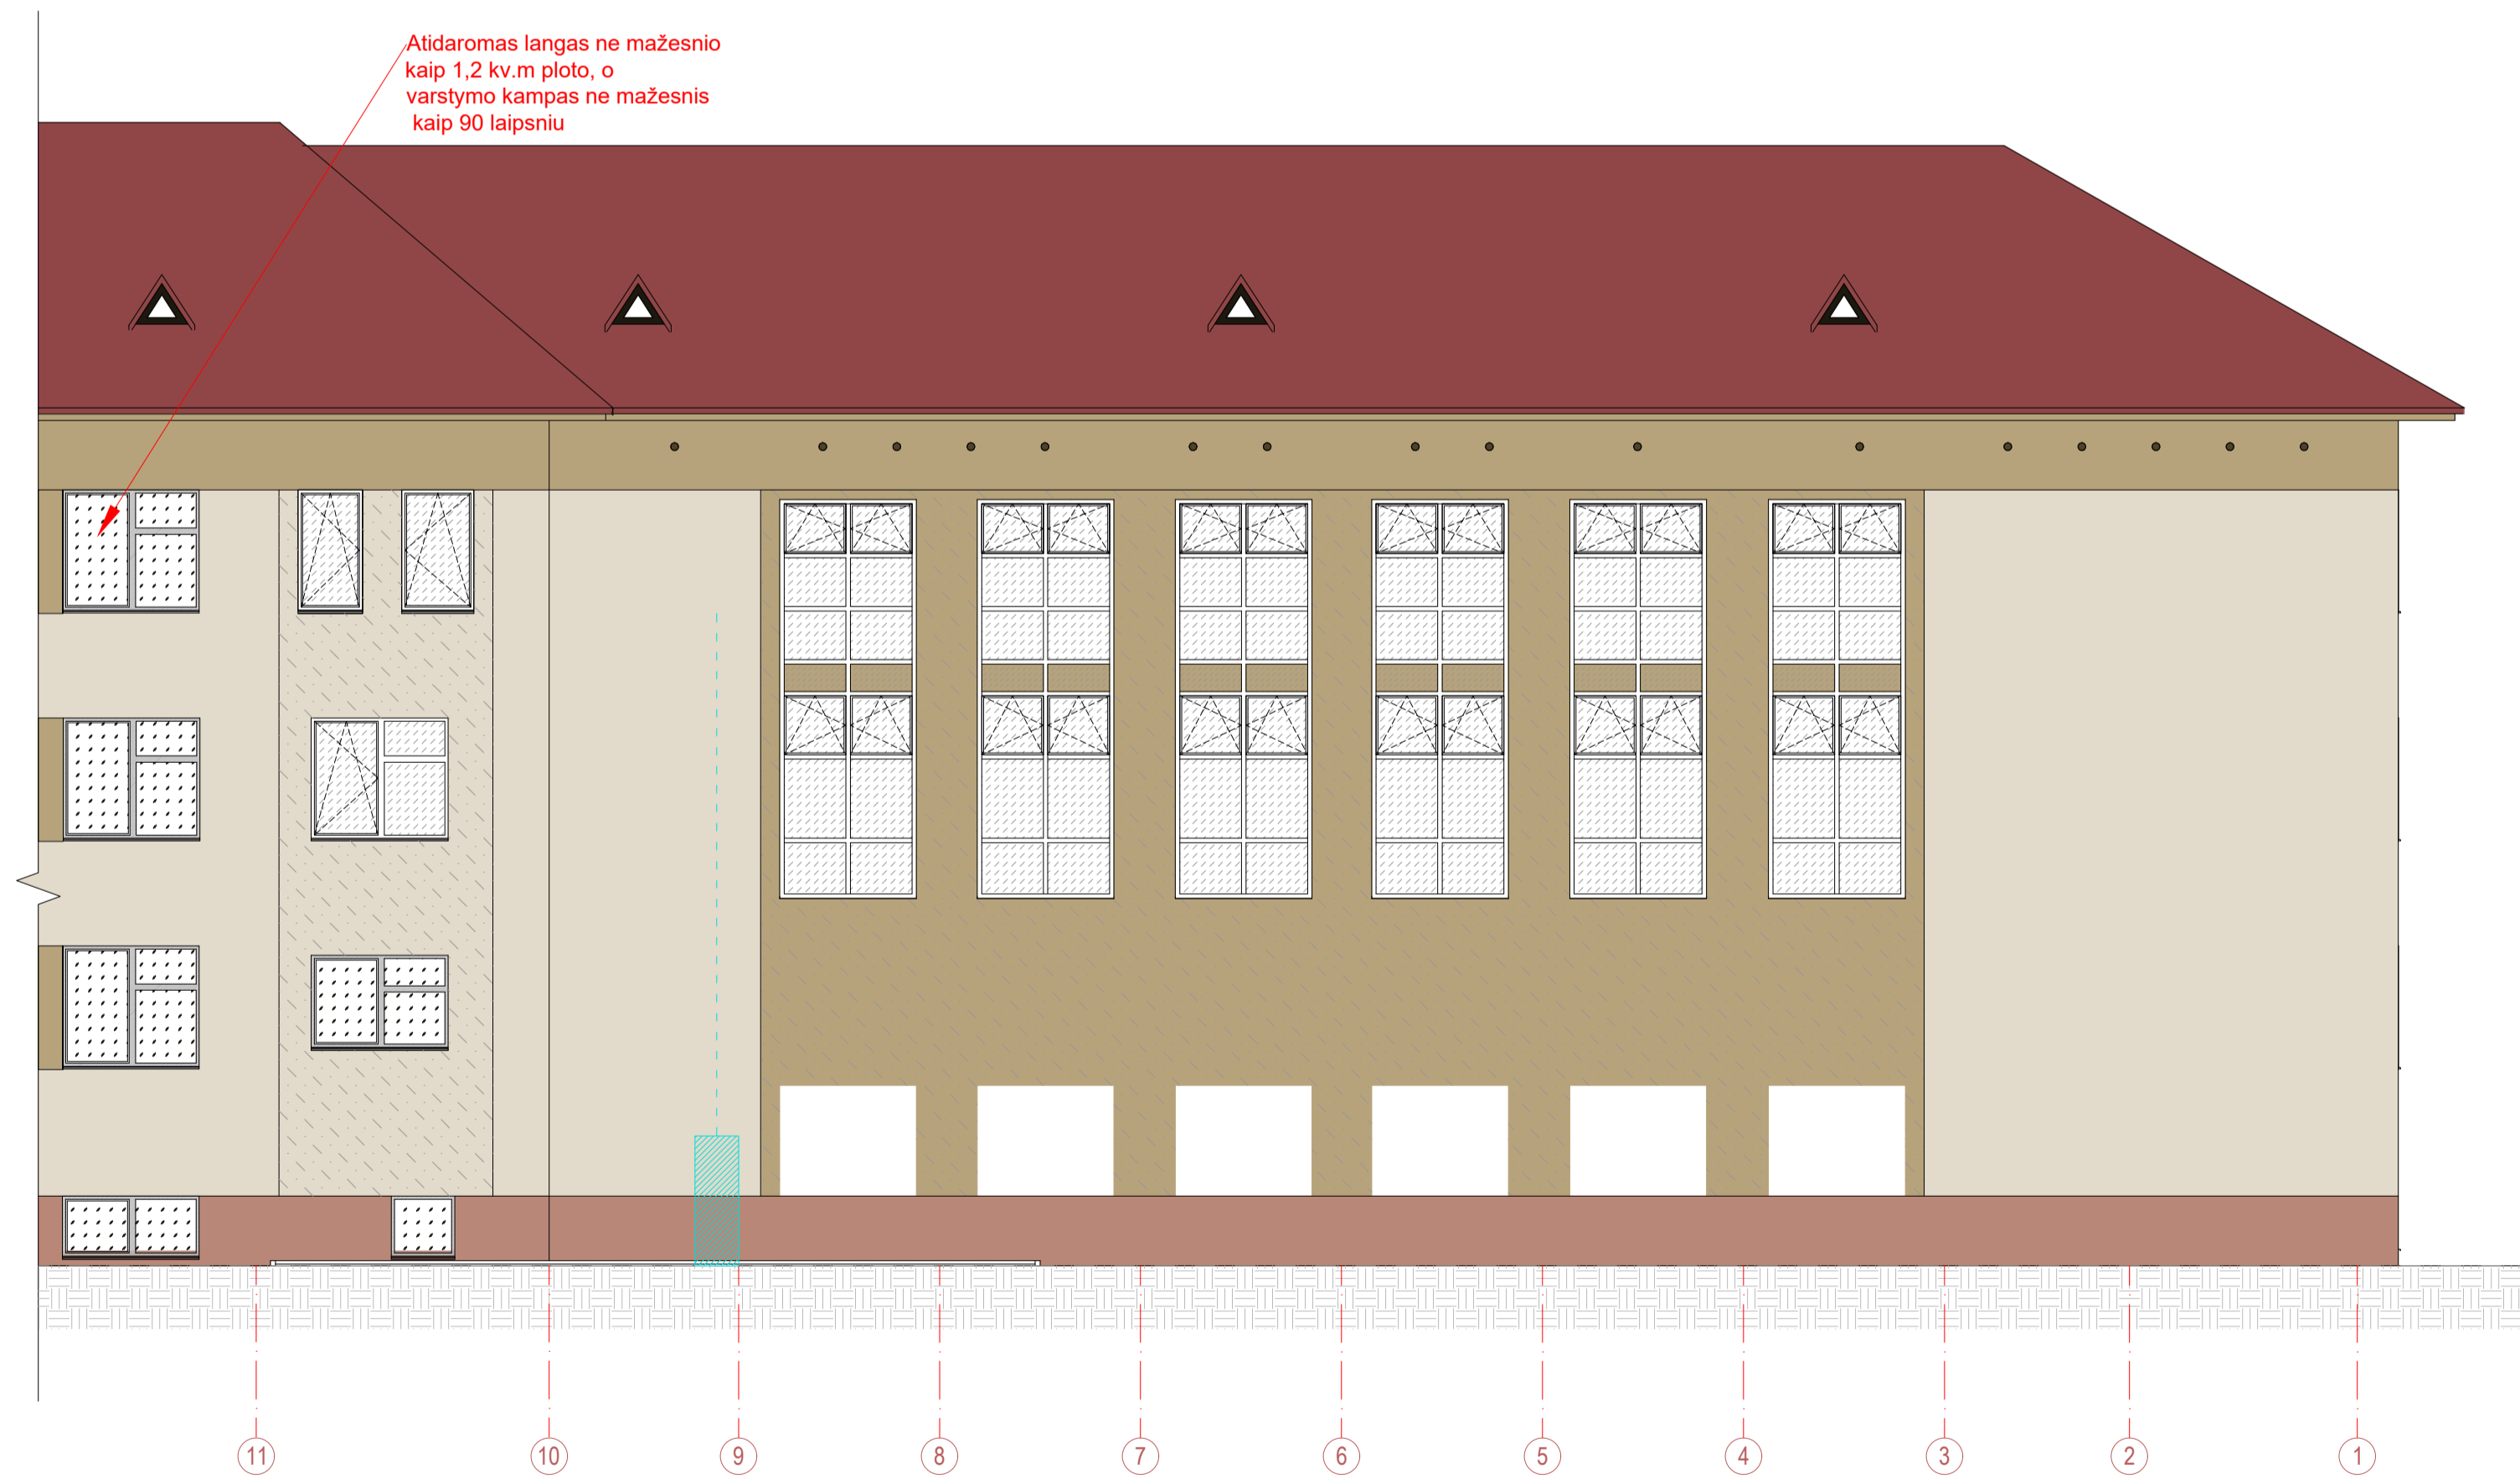 Atidaromas langas ne mažesnio
kaip 1,2 kv.m ploto, o
varstymo kampas ne mažesnis
kaip 90 laipsniu
11 10 9 8 7 6 5 4 3 2 1